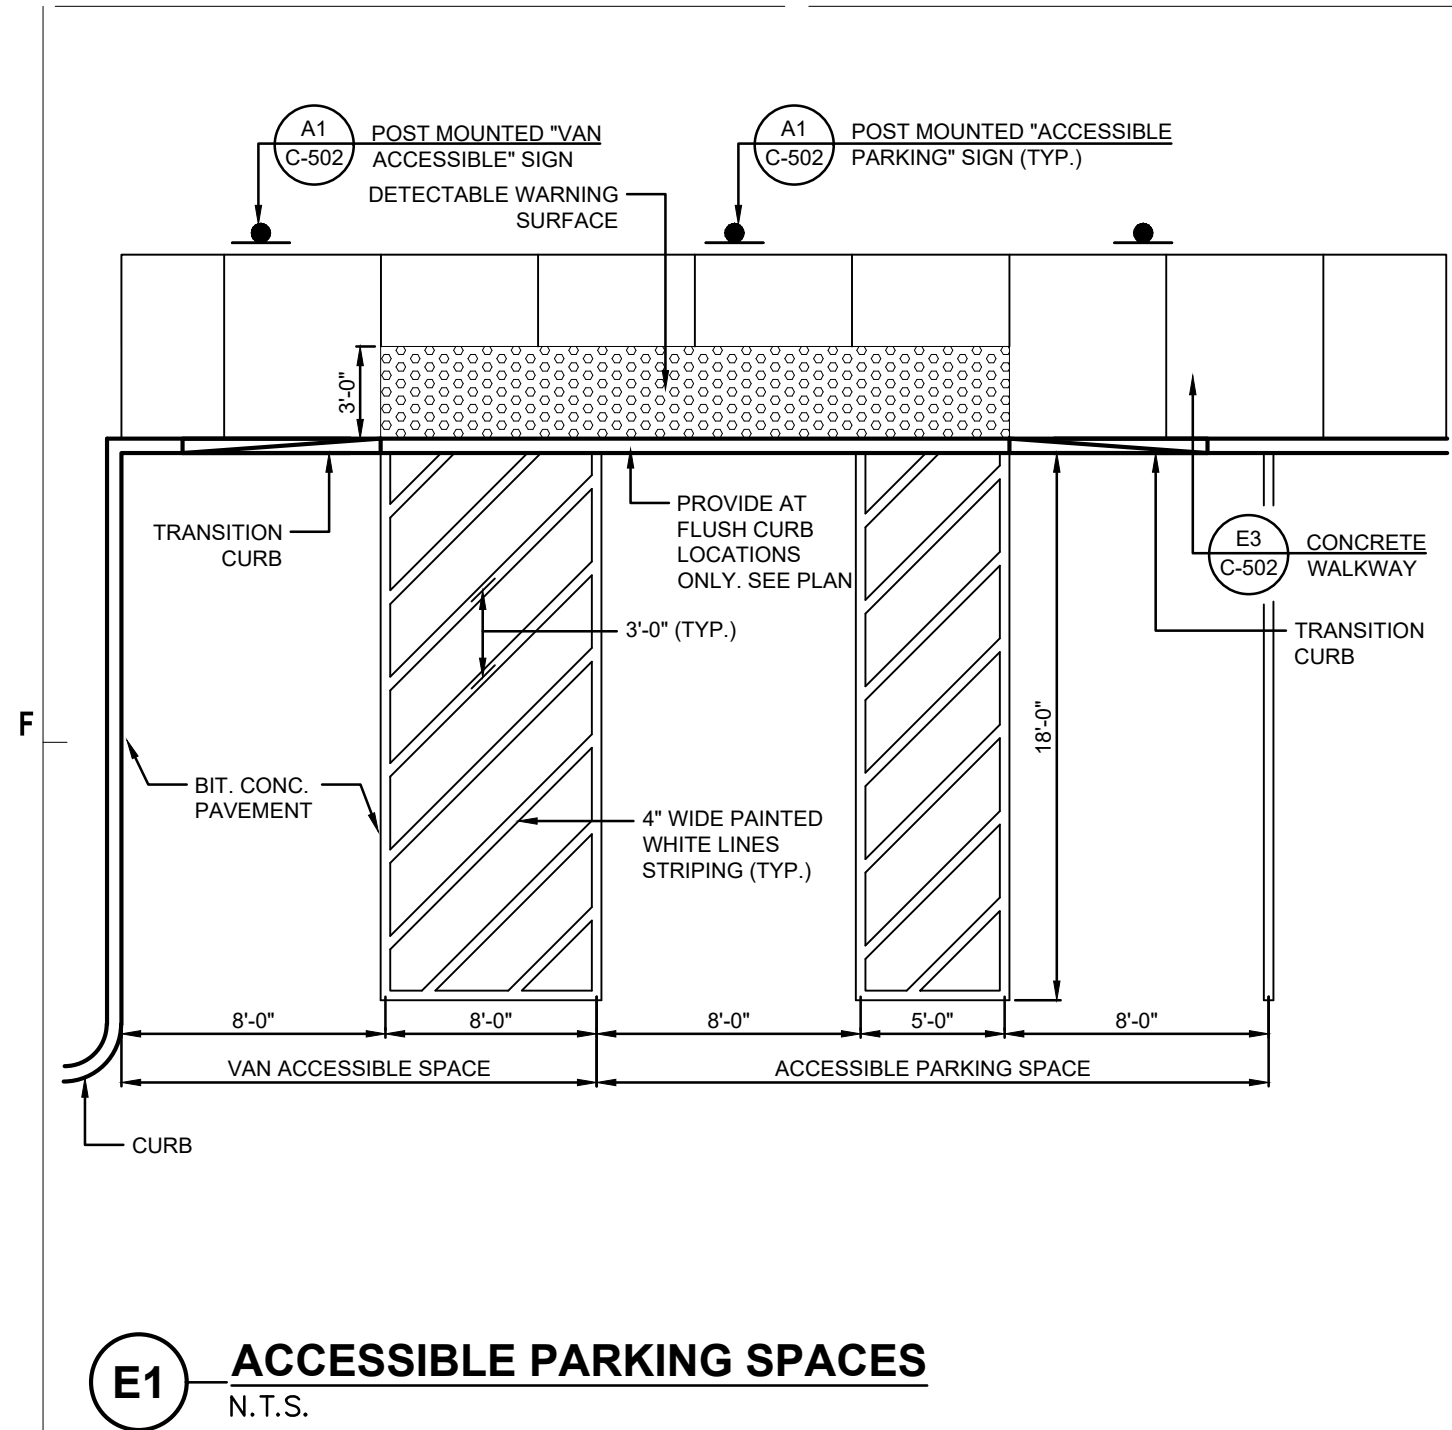 A1
C-502
POST MOUNTED "VAN
ACCESSIBLE" SIGN
A1
C-502
POST MOUNTED "ACCESSIBLE
PARKING" SIGN (TYP.)
DETECTABLE WARNING
SURFACE
3'-0"
TRANSITION
CURB
PROVIDE AT
FLUSH CURB
LOCATIONS
ONLY. SEE PLAN
E3
C-502
CONCRETE
WALKWAY
3'-0" (TYP.)
TRANSITION
CURB
F
18'-0"
BIT. CONC.
PAVEMENT
4" WIDE PAINTED
WHITE LINES
STRIPING (TYP.)
8'-0"
8'-0"
8'-0"
5'-0"
8'-0"
VAN ACCESSIBLE SPACE
ACCESSIBLE PARKING SPACE
CURB
E1
ACCESSIBLE PARKING SPACES
N.T.S.